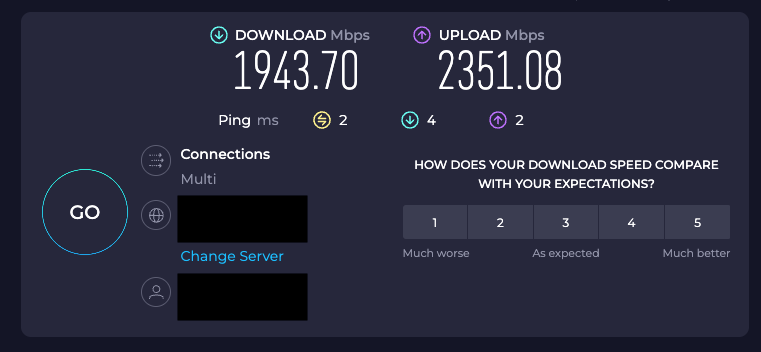 DOWNLOAD Mbps
UPLOAD Mbps
1943.70
2351.08
Ping ms
2
4
2
Connections
Multi
GO
Change Server
HOW DOES YOUR DOWNLOAD SPEED COMPARE
WITH YOUR EXPECTATIONS?
1 2 3 4 5
Much worse As expected Much better